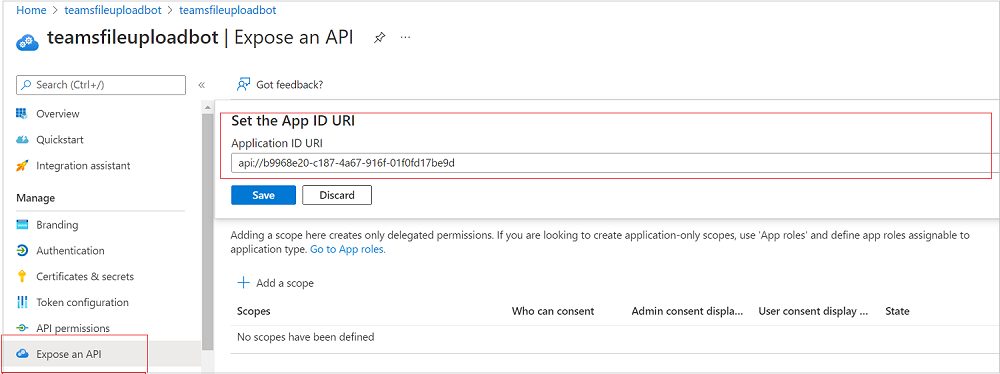 Home > teamsfileuploadbot > teamsfileuploadbot
teamsfileuploadbot | Expose an API
Search (Ctrl+/)
«
Got feedback?
Overview
Quickstart
Integration assistant
Manage
Branding
Authentication
Certificates & secrets
Token configuration
API permissions
Expose an API
Set the App ID URI
Application ID URI
api://b9968e20-c187-4a67-916f-01f0fd17be9d
Save Discard
Adding a scope here creates only delegated permissions. If you are looking to create application-only scopes, use 'App roles' and define app roles assignable to
application type. Go to App roles.
Add a scope
Scopes Who can consent Admin consent displa... User consent display ... State
No scopes have been defined